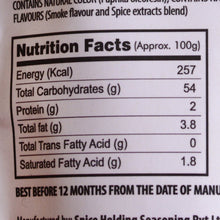 CONTAINS NATURAL COLOR (Paprika Oleoresin),
FLAVOURS (Smoke flavour and Spice extracts blend)
Nutrition Facts (Approx. 100g)
Energy (Kcal) 257
Total Carbohydrates (g) 54
Protein (g) 2
Total fat (g) 3.8
Total Trans Fatty Acid (g) 0
Saturated Fatty Acid (g) 1.8
BEST BEFORE 12 MONTHS FROM THE DATE OF MANU
by Spice Holding Seasoning Pvt